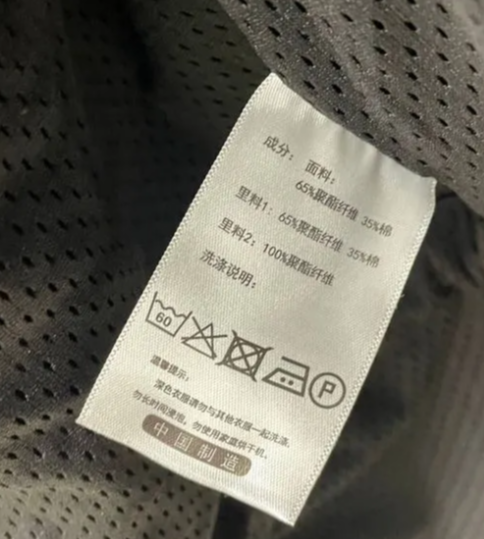 成分: 面料:
65%聚酯纤维 35%棉
里料1: 65%聚酯纤维 35%棉
里料2: 100%聚酯纤维
洗涤说明:
60
P
温馨提示:
深色衣服请勿与其他衣服一起洗涤.
勿长时间浸泡, 勿使用家庭烘干机.
中国制造